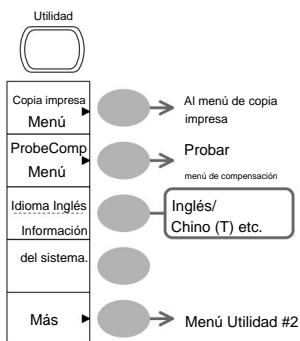 Utilidad
Copia impresa
Menú
Al menú de copia
impresa
ProbeComp
Menú
Probar
menú de compensación
Idioma Inglés
Información
Inglés/
Chino (T) etc.
del sistema.
Más
Menú Utilidad #2